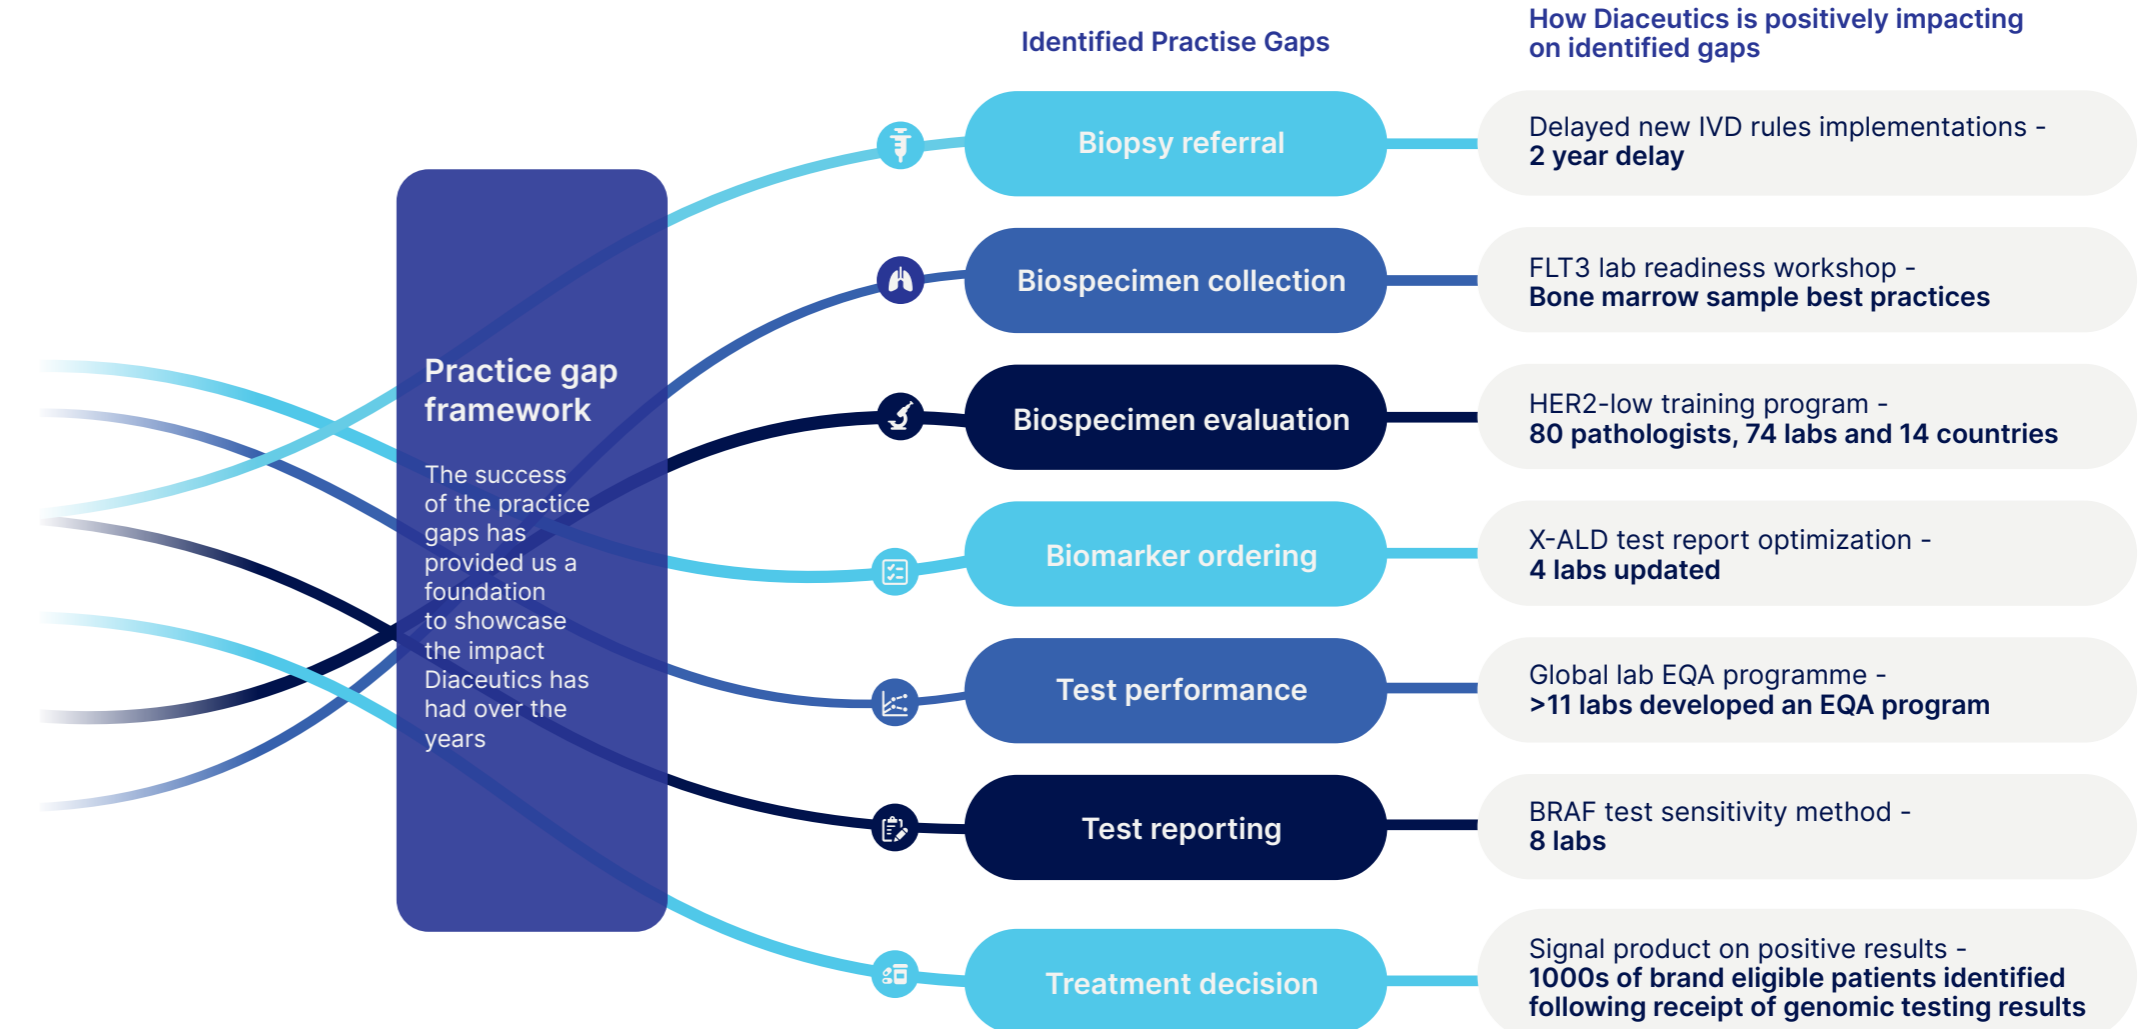 Identified Practise Gaps
How Diaceutics is positively impacting
on identified gaps
Practice gap
framework
The success
of the practice
gaps has
provided us a
foundation
to showcase
the impact
Diaceutics has
had over the
years
Biopsy referral
Delayed new IVD rules implementations -
2 year delay
Biospecimen collection
FLT3 lab readiness workshop -
Bone marrow sample best practices
Biospecimen evaluation
HER2-low training program -
80 pathologists, 74 labs and 14 countries
Biomarker ordering
X-ALD test report optimization -
4 labs updated
Test performance
Global lab EQA programme -
>11 labs developed an EQA program
Test reporting
BRAF test sensitivity method -
8 labs
Treatment decision
Signal product on positive results -
1000s of brand eligible patients identified
following receipt of genomic testing results